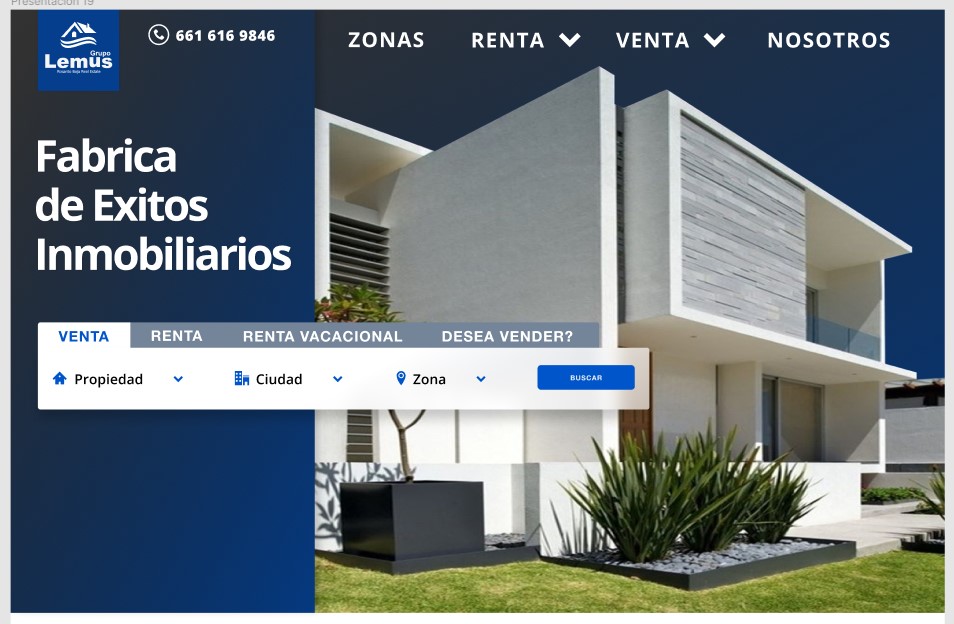 Presentación 19
Grupo
Lemus
Rosarito Baja Real Estate
661 616 9846
ZONAS
RENTA
VENTA
NOSOTROS
Fabrica
de Exitos
Inmobiliarios
VENTA
RENTA
RENTA VACACIONAL
DESEA VENDER?
Propiedad
Ciudad
Zona
BUSCAR